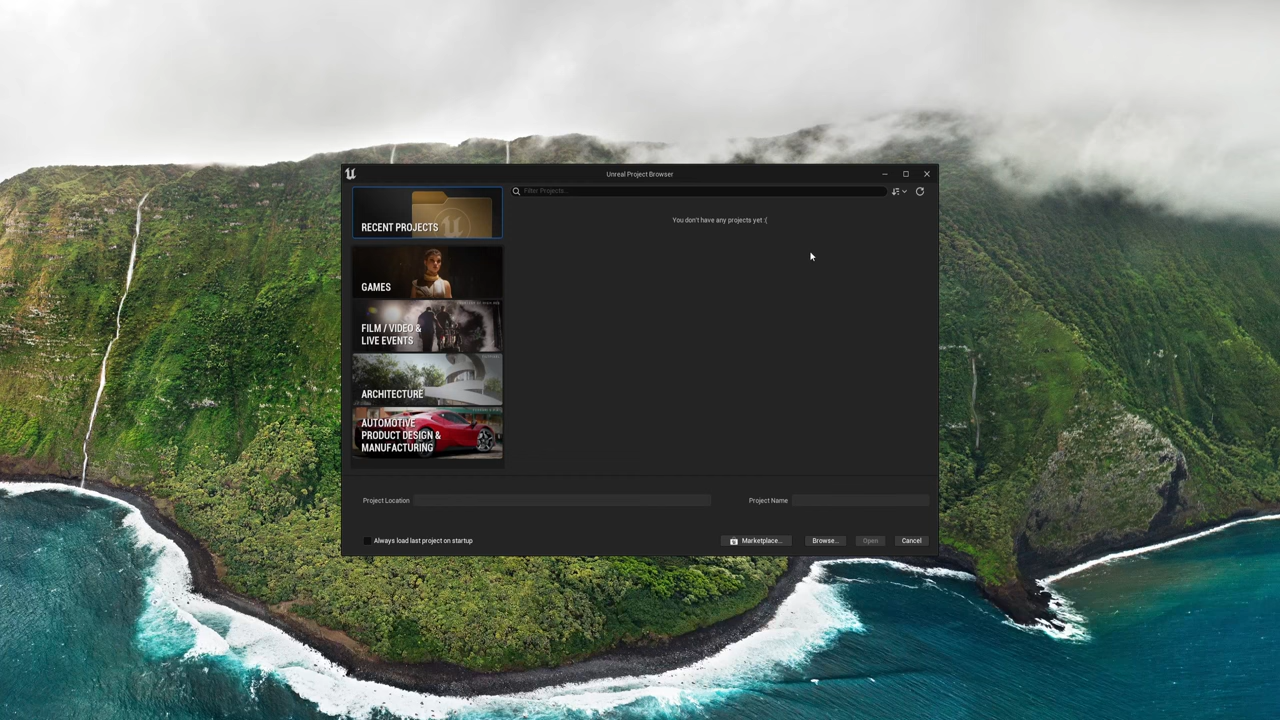 Unreal Project Browser
RECENT PROJECTS
Filter Projects...
You don't have any projects yet :(
GAMES
FILM / VIDEO &
LIVE EVENTS
ARCHITECTURE
AUTOMOTIVE
PRODUCT DESIGN &
MANUFACTURING
Project Location
Project Name
Always load last project on startup
Marketplace...
Browse...
Open
Cancel